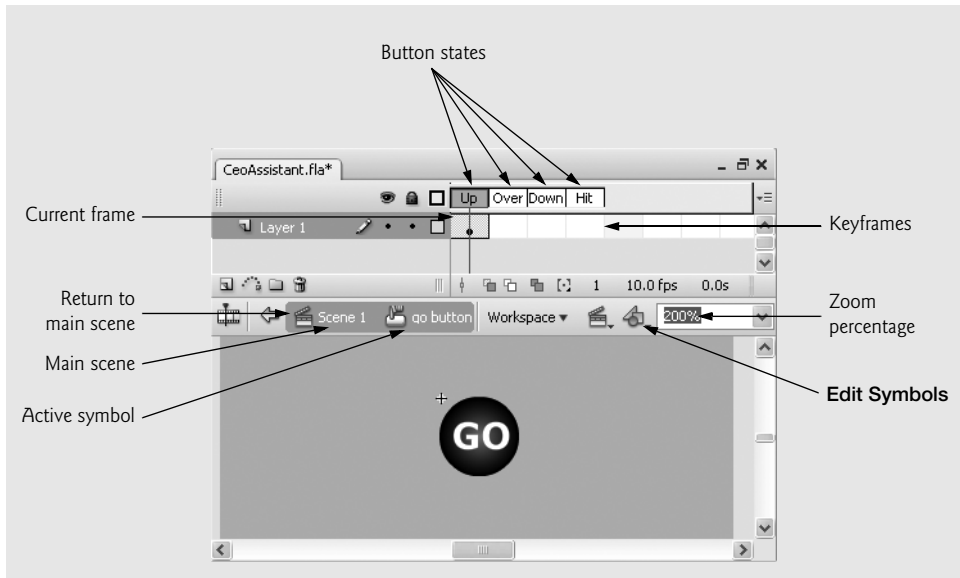 Button states
CeoAssistant.fla*
Up Over Down Hit
Current frame
Layer 1
Keyframes
1 10.0 fps 0.0s
Return to
main scene
Scene 1 go button Workspace 200%
Zoom
percentage
Main scene
Active symbol
Edit Symbols
GO